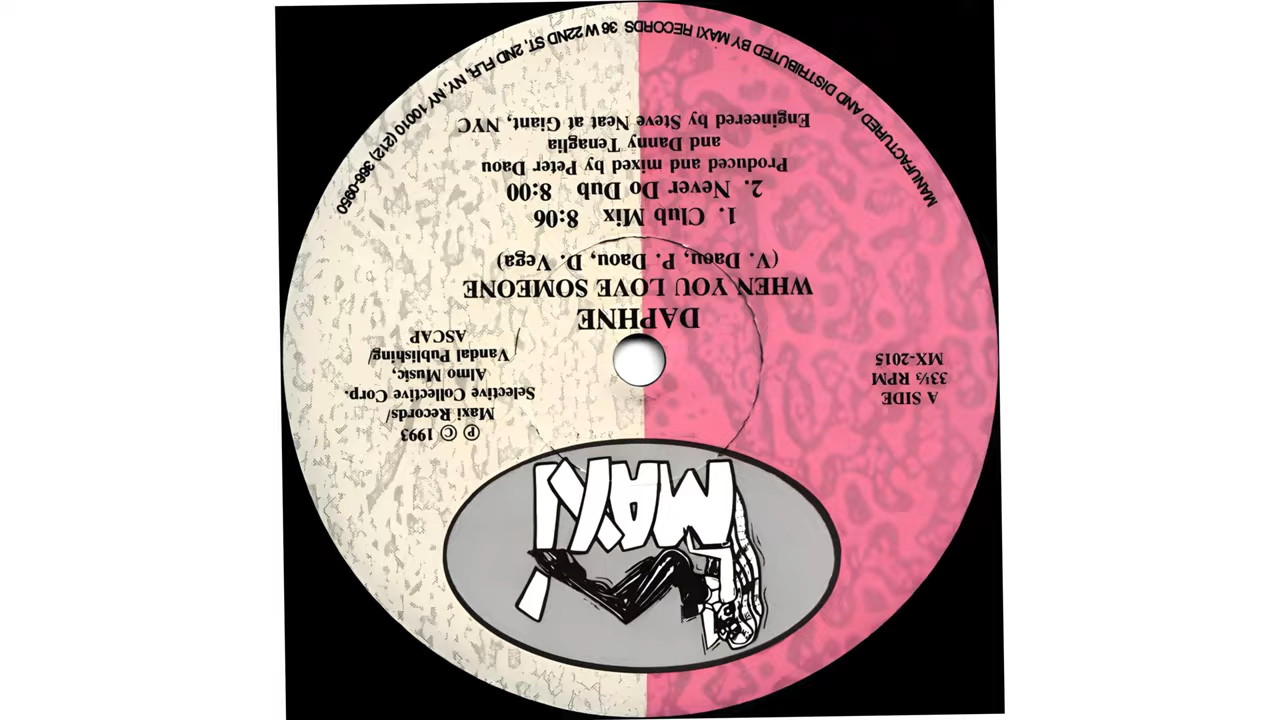 MAXI
℗ © 1993
Maxi Records/
Selective Collective Corp.
Almo Music,
Vandal Publishing/
ASCAP
A SIDE
33⅓ RPM
MX-2015
DAPHNE
WHEN YOU LOVE SOMEONE
(V. Daou, P. Daou, D. Vega)
1. Club Mix 8:06
2. Never Do Dub 8:00
Produced and mixed by Peter Daou
and Danny Tenaglia
Engineered by Steve Neat at Giant, NYC
MANUFACTURED AND DISTRIBUTED BY MAXI RECORDS 36 W 22ND ST, 2ND FLR, NY, NY 10010 (212) 366-0950